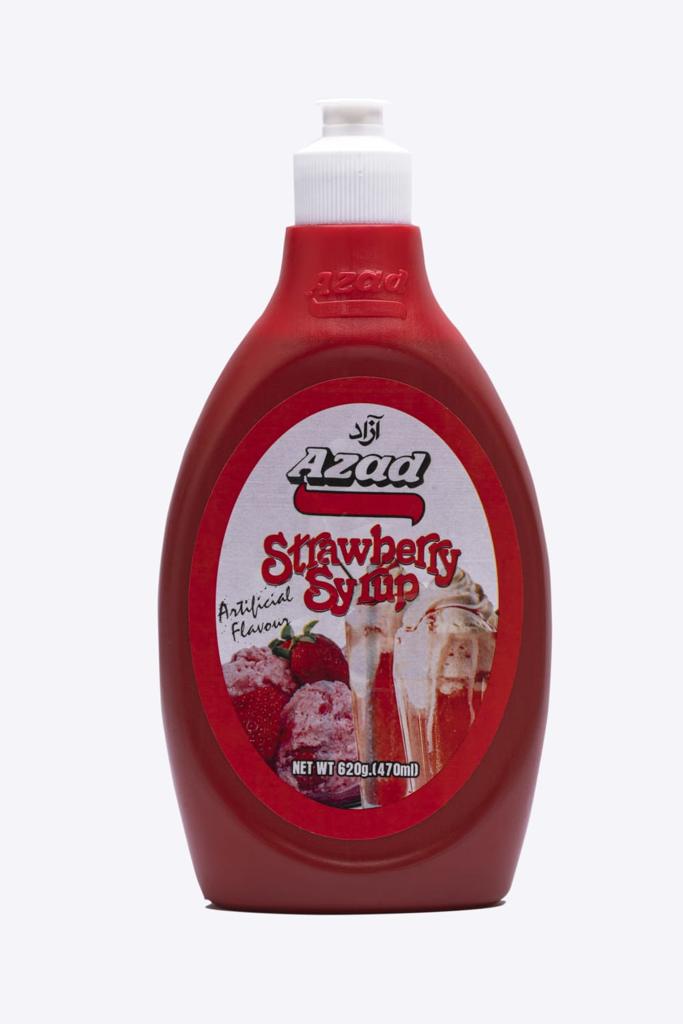 Azad
آزاد
Azad
Strawberry
Syrup
Artificial
Flavour
NET WT 620g.(470ml)